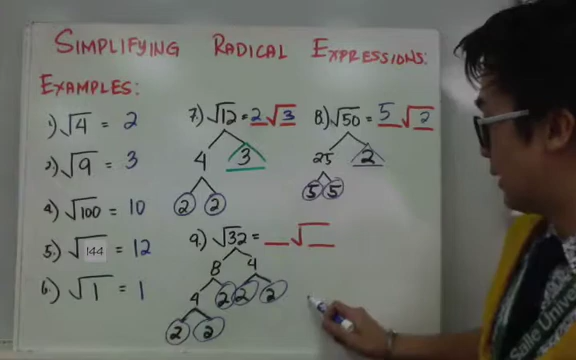 SIMPLIFYING RADICAL EXPRESSIONS:
EXAMPLES:
1) √4 = 2
2) √9 = 3
4) √100 = 10
5) √144 = 12
6) √1 = 1
7) √12 = 2√3
4 3
2 2
8) √50 = 5√2
25 2
5 5
9) √32 = __√__
8 4
4 2 2 2
2 2
Salle Univer